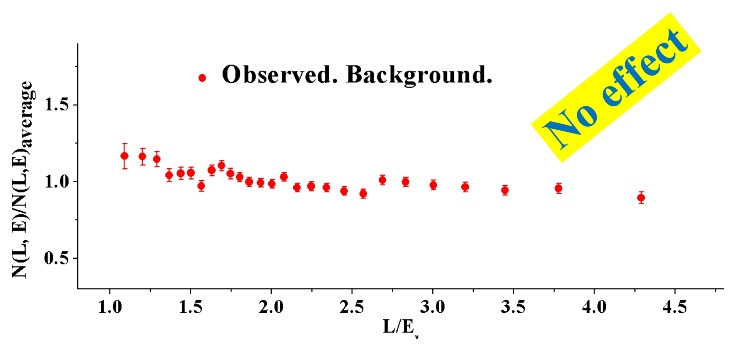 Observed. Background.
No effect
N(L, E)/N(L,E)average
1.5
1.0
0.5
1.0 1.5 2.0 2.5 3.0 3.5 4.0 4.5
L/E